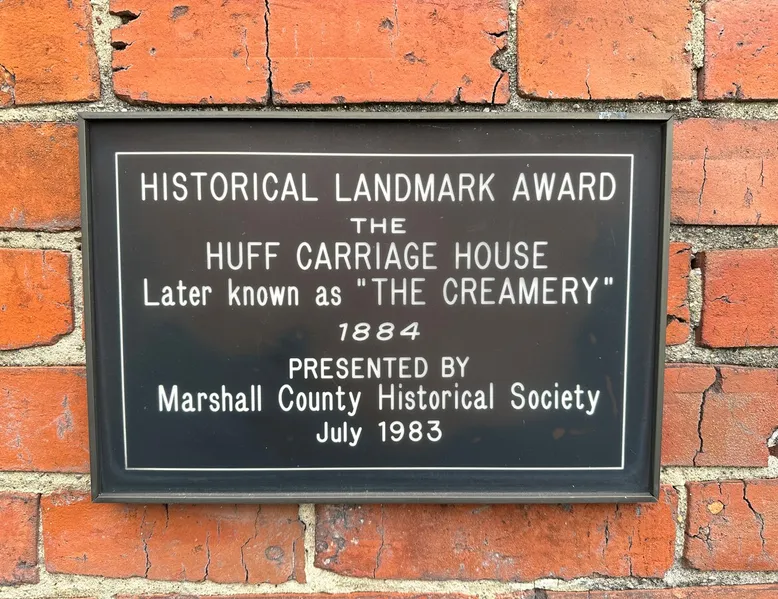 HISTORICAL LANDMARK AWARD
THE
HUFF CARRIAGE HOUSE
Later known as "THE CREAMERY"
1884
PRESENTED BY
Marshall County Historical Society
July 1983